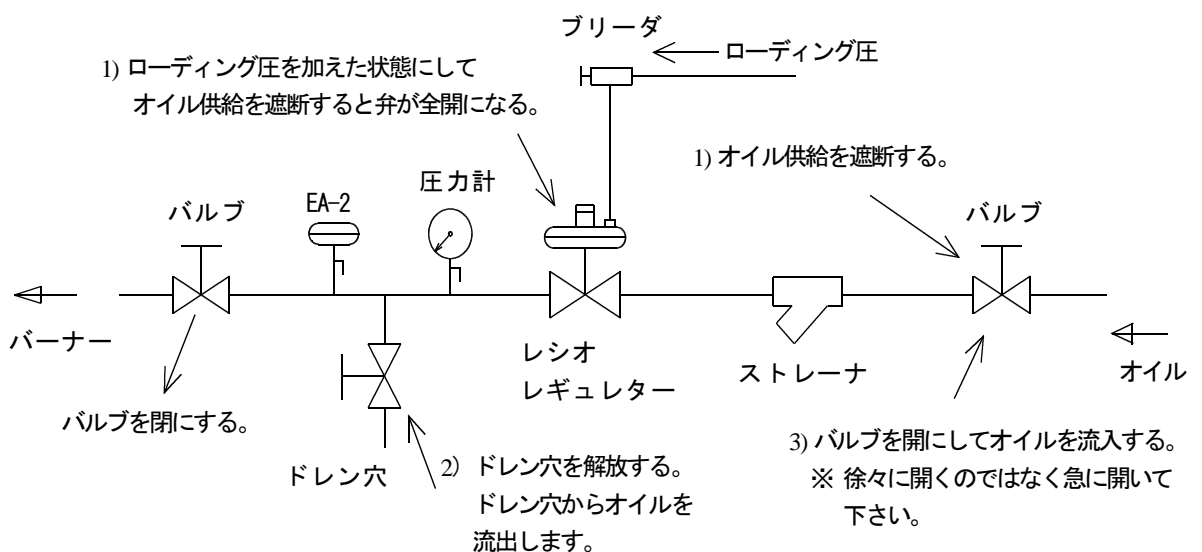 ブリーダ
ローディング圧
1) ローディング圧を加えた状態にして
オイル供給を遮断すると弁が全開になる。
1) オイル供給を遮断する。
圧力計
EA-2
バルブ
バルブ
バーナー
レシオ
レギュレター
ストレーナ
オイル
バルブを閉にする。
ドレン穴
2) ドレン穴を解放する。
ドレン穴からオイルを
流出します。
3) バルブを開にしてオイルを流入する。
※ 徐々に開くのではなく急に開いて
下さい。